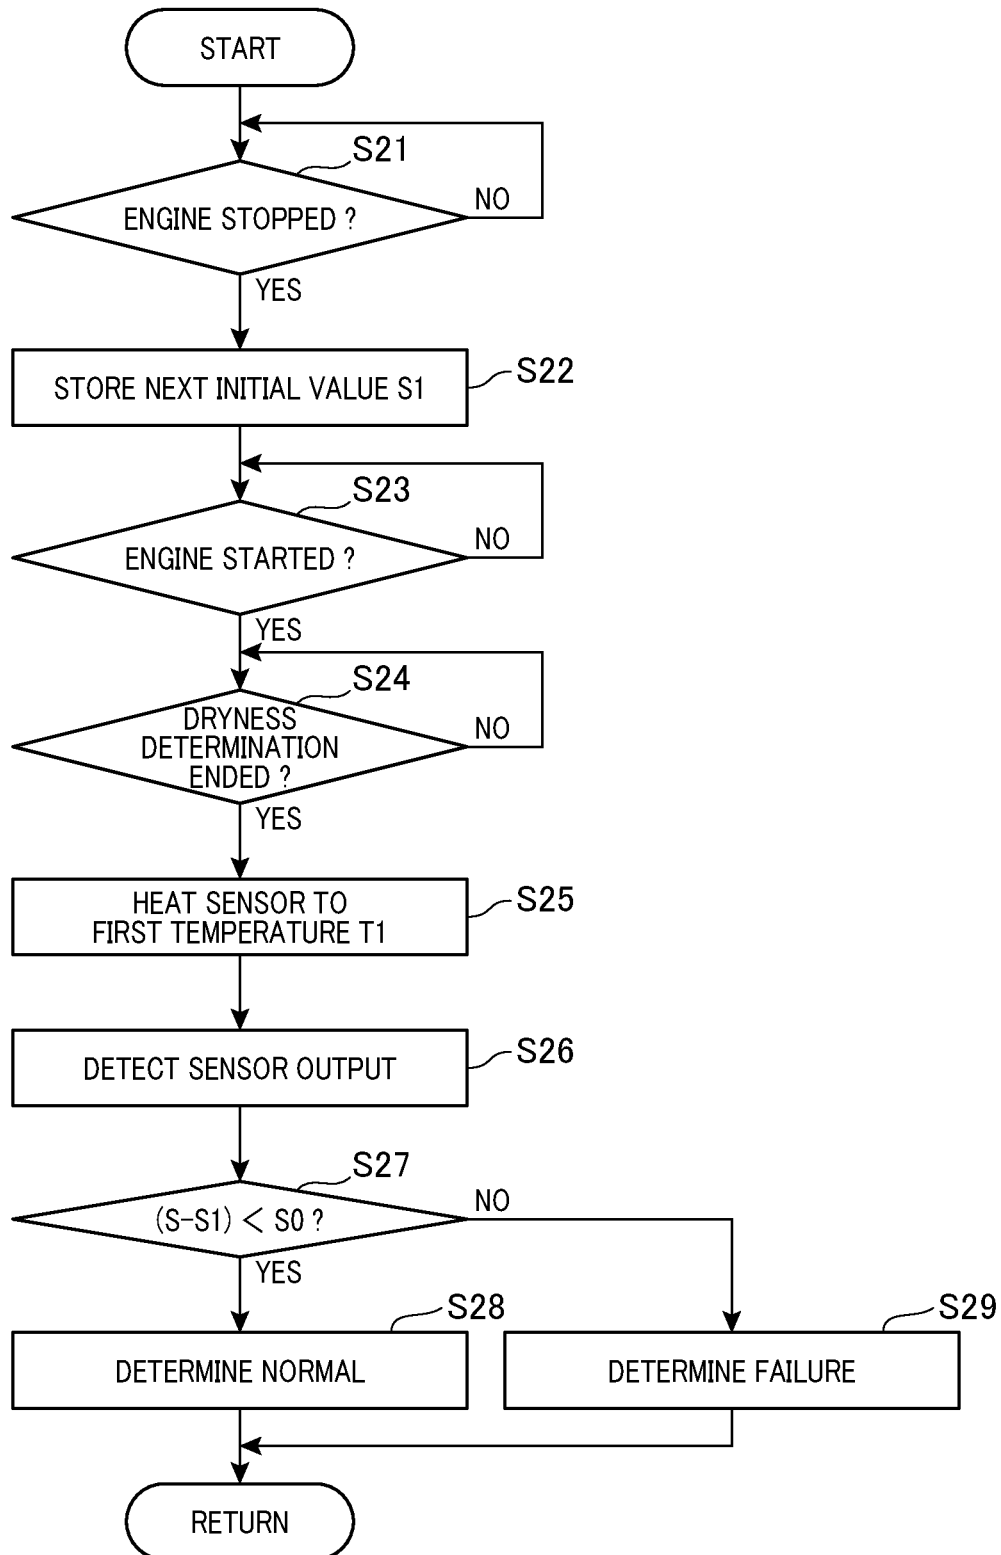 START
S21
ENGINE STOPPED ?
NO
YES
STORE NEXT INITIAL VALUE S1
S22
S23
ENGINE STARTED ?
NO
YES
S24
DRYNESS
DETERMINATION
ENDED ?
NO
YES
HEAT SENSOR TO
FIRST TEMPERATURE T1
S25
DETECT SENSOR OUTPUT
S26
S27
(S-S1) < S0 ?
NO
YES
S28
DETERMINE NORMAL
S29
DETERMINE FAILURE
RETURN